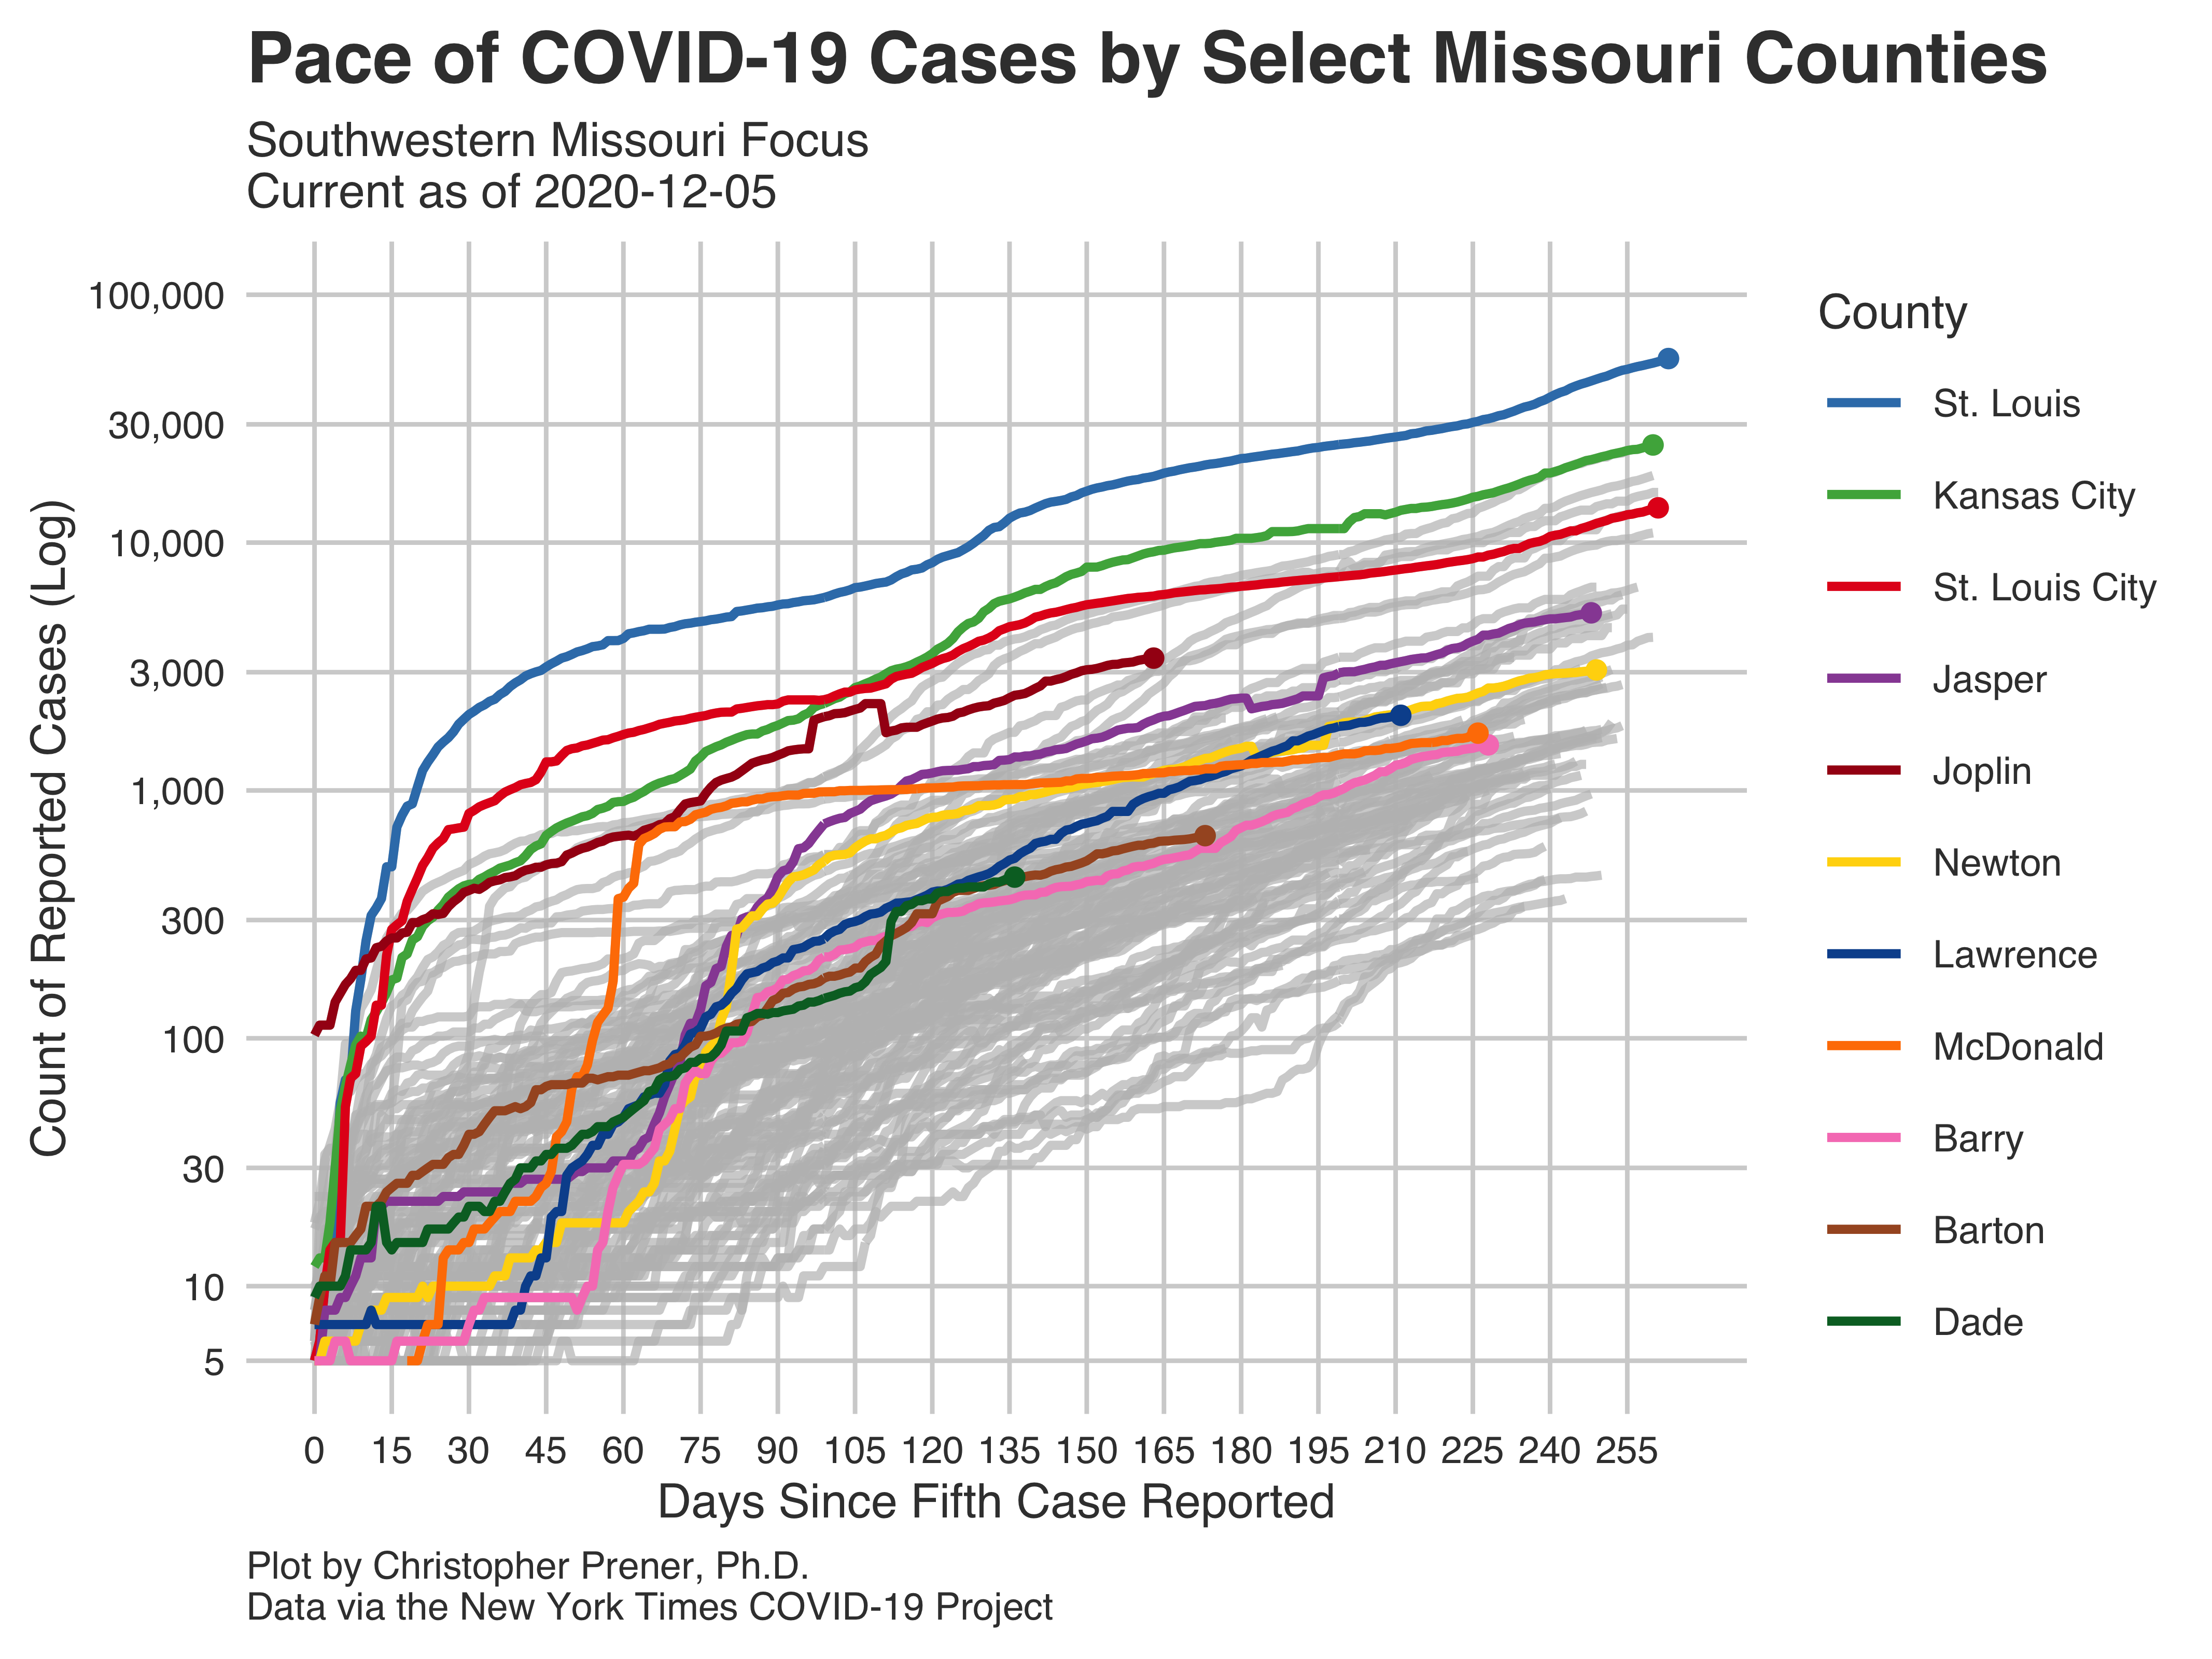 Pace of COVID-19 Cases by Select Missouri Counties
Southwestern Missouri Focus
Current as of 2020-12-05
Count of Reported Cases (Log)
100,000
30,000
10,000
3,000
1,000
300
100
30
10
5
0 15 30 45 60 75 90 105 120 135 150 165 180 195 210 225 240 255
Days Since Fifth Case Reported
County
St. Louis
Kansas City
St. Louis City
Jasper
Joplin
Newton
Lawrence
McDonald
Barry
Barton
Dade
Plot by Christopher Prener, Ph.D.
Data via the New York Times COVID-19 Project